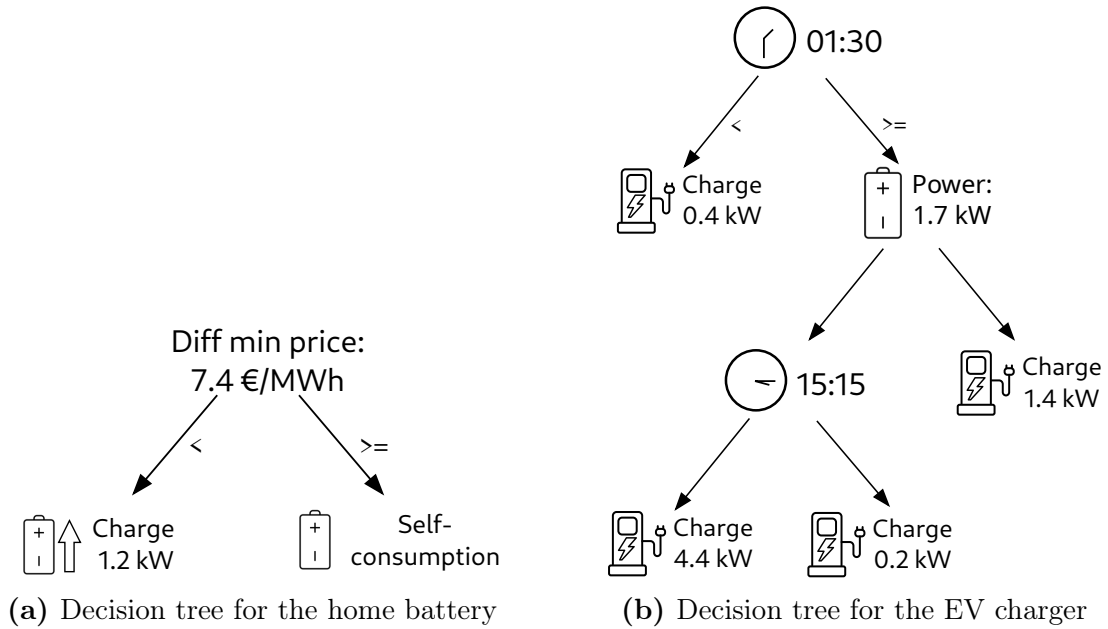 01:30
<
>=
Charge
0.4 kW
Power:
1.7 kW
Diff min price:
7.4 €/MWh
15:15
Charge
1.4 kW
<
>=
Charge
1.2 kW
Self-
consumption
Charge
4.4 kW
Charge
0.2 kW
(a) Decision tree for the home battery
(b) Decision tree for the EV charger